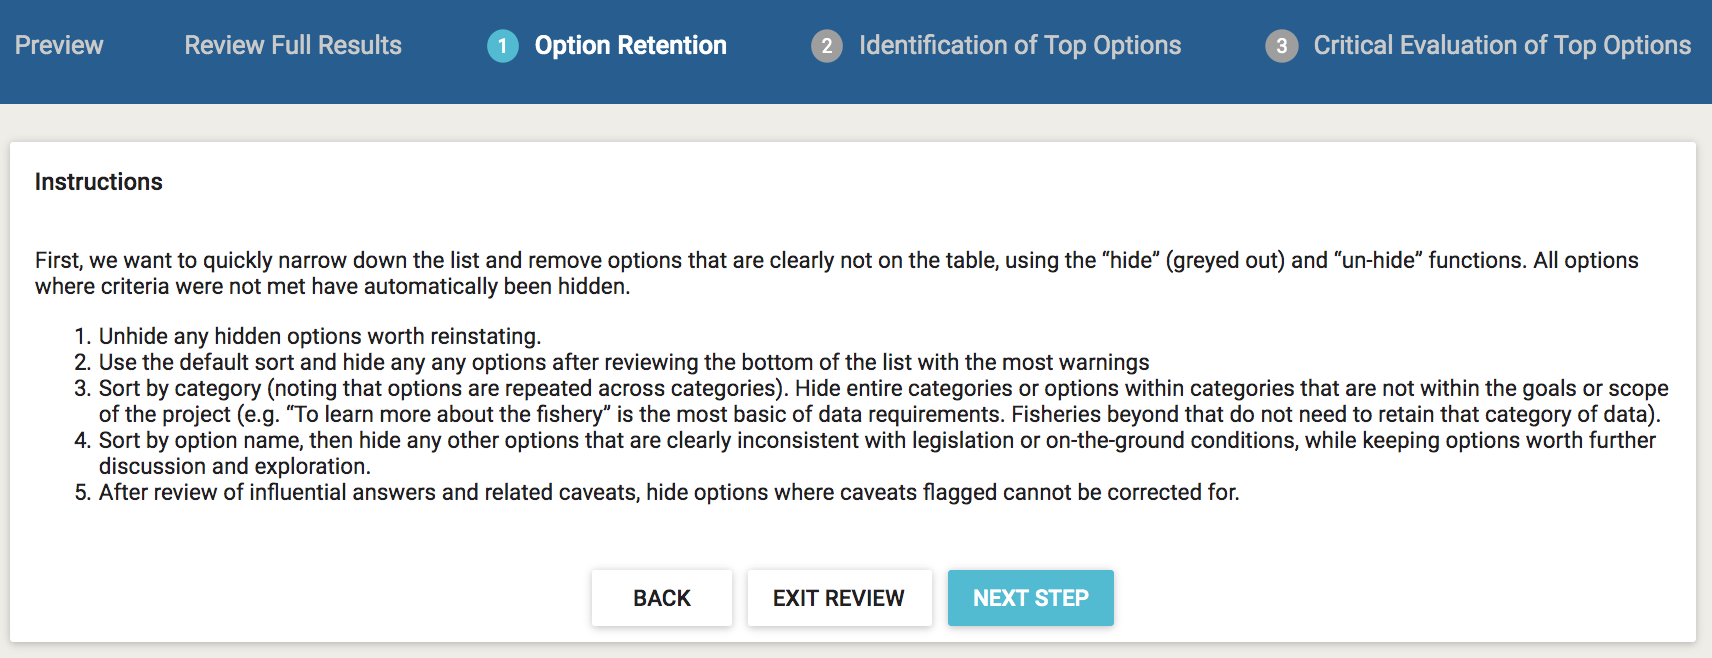 Preview Review Full Results 1 Option Retention 2 Identification of Top Options 3 Critical Evaluation of Top Options
Instructions
First, we want to quickly narrow down the list and remove options that are clearly not on the table, using the “hide” (greyed out) and “un-hide” functions. All options
where criteria were not met have automatically been hidden.
1. Unhide any hidden options worth reinstating.
2. Use the default sort and hide any any options after reviewing the bottom of the list with the most warnings
3. Sort by category (noting that options are repeated across categories). Hide entire categories or options within categories that are not within the goals or scope
of the project (e.g. “To learn more about the fishery” is the most basic of data requirements. Fisheries beyond that do not need to retain that category of data).
4. Sort by option name, then hide any other options that are clearly inconsistent with legislation or on-the-ground conditions, while keeping options worth further
discussion and exploration.
5. After review of influential answers and related caveats, hide options where caveats flagged cannot be corrected for.
BACK EXIT REVIEW NEXT STEP